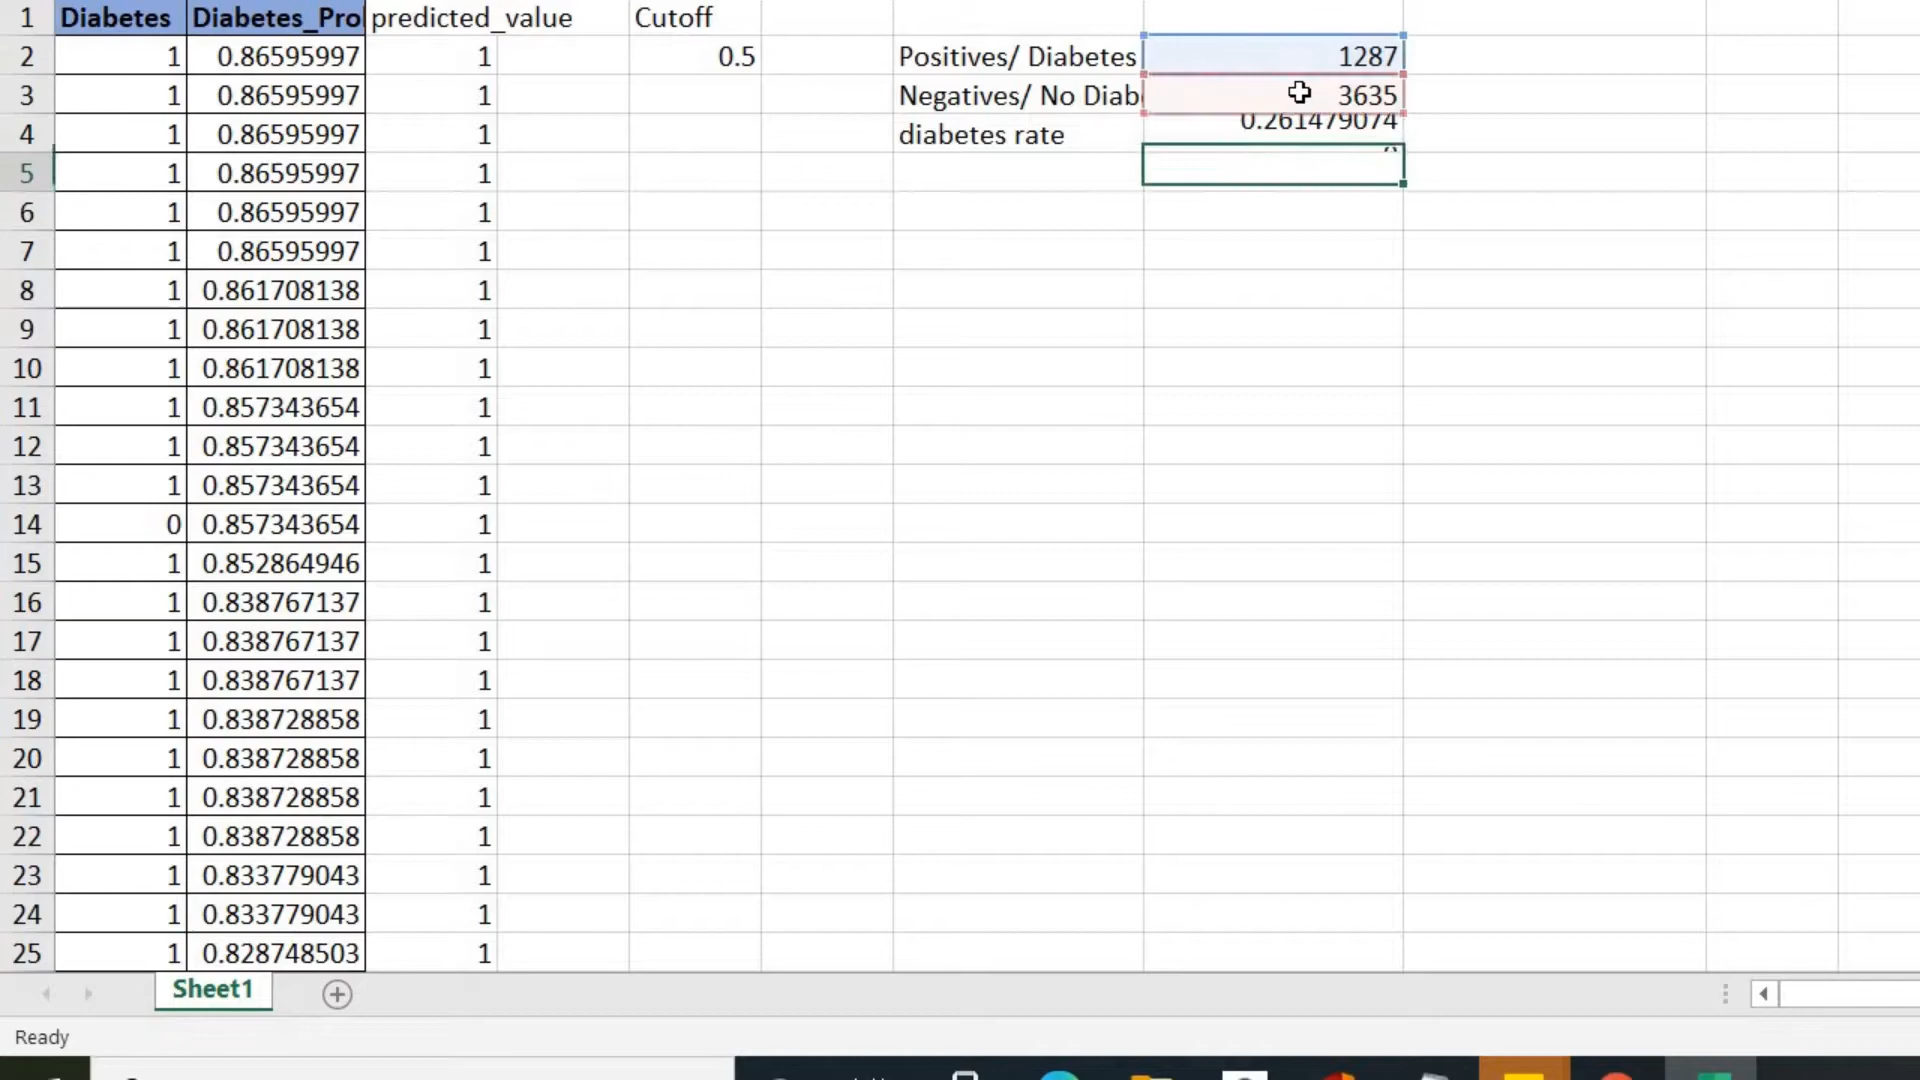 1 Diabetes Diabetes_Pro predicted_value Cutoff
2 1 0.86595997 1 0.5 Positives/ Diabetes 1287
3 1 0.86595997 1 Negatives/ No Diab 3635
4 1 0.86595997 1 diabetes rate 0.261479074
5 1 0.86595997 1
6 1 0.86595997 1
7 1 0.86595997 1
8 1 0.861708138 1
9 1 0.861708138 1
10 1 0.861708138 1
11 1 0.857343654 1
12 1 0.857343654 1
13 1 0.857343654 1
14 0 0.857343654 1
15 1 0.852864946 1
16 1 0.838767137 1
17 1 0.838767137 1
18 1 0.838767137 1
19 1 0.838728858 1
20 1 0.838728858 1
21 1 0.838728858 1
22 1 0.838728858 1
23 1 0.833779043 1
24 1 0.833779043 1
25 1 0.828748503 1
Sheet1
Ready